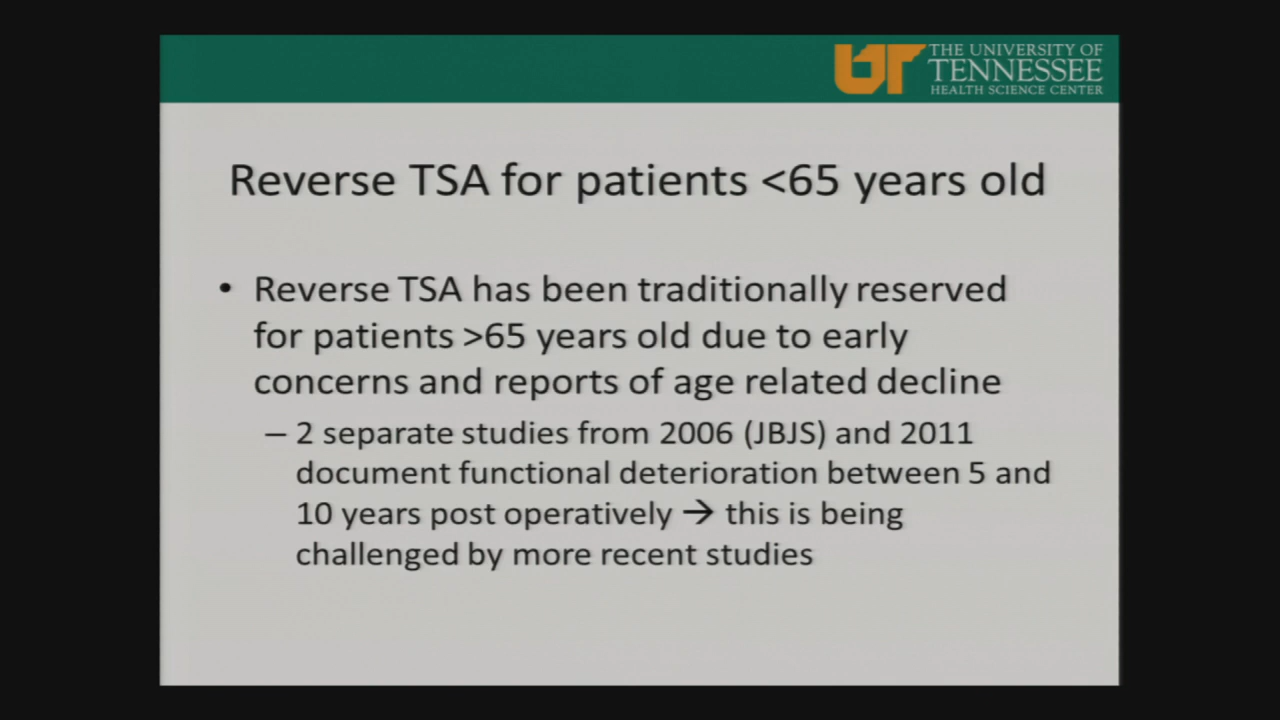 UT
THE UNIVERSITY OF
TENNESSEE
HEALTH SCIENCE CENTER
Reverse TSA for patients <65 years old
• Reverse TSA has been traditionally reserved
for patients >65 years old due to early
concerns and reports of age related decline
– 2 separate studies from 2006 (JBJS) and 2011
document functional deterioration between 5 and
10 years post operatively → this is being
challenged by more recent studies